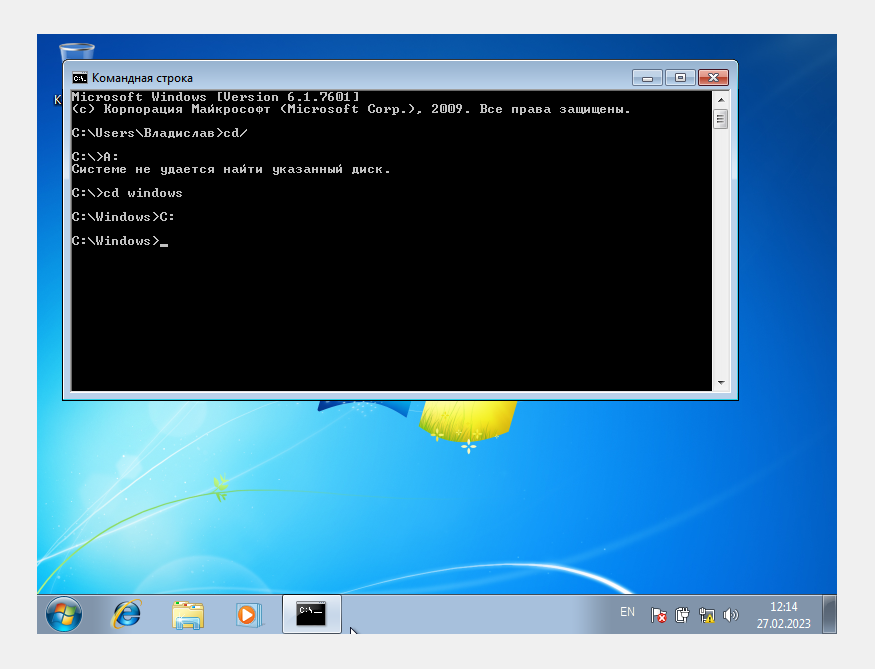 Командная строка
К
Microsoft Windows [Version 6.1.7601]
(c) Корпорация Майкрософт (Microsoft Corp.), 2009. Все права защищены.
C:\Users\Владислав>cd/
C:\>A:
Системе не удается найти указанный диск.
C:\>cd windows
C:\Windows>C:
C:\Windows>_
C:\_
EN
12:14
27.02.2023